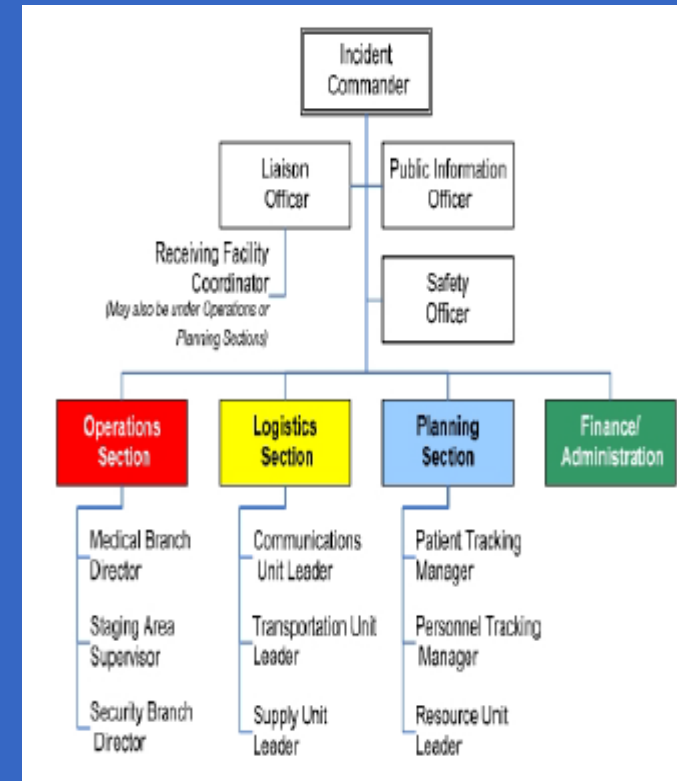 Incident
Commander
Liaison
Officer
Public Information
Officer
Receiving Facility
Coordinator
(May also be under Operations or
Planning Sections)
Safety
Officer
Operations
Section
Logistics
Section
Planning
Section
Finance/
Administration
Medical Branch
Director
Staging Area
Supervisor
Security Branch
Director
Communications
Unit Leader
Transportation Unit
Leader
Supply Unit
Leader
Patient Tracking
Manager
Personnel Tracking
Manager
Resource Unit
Leader